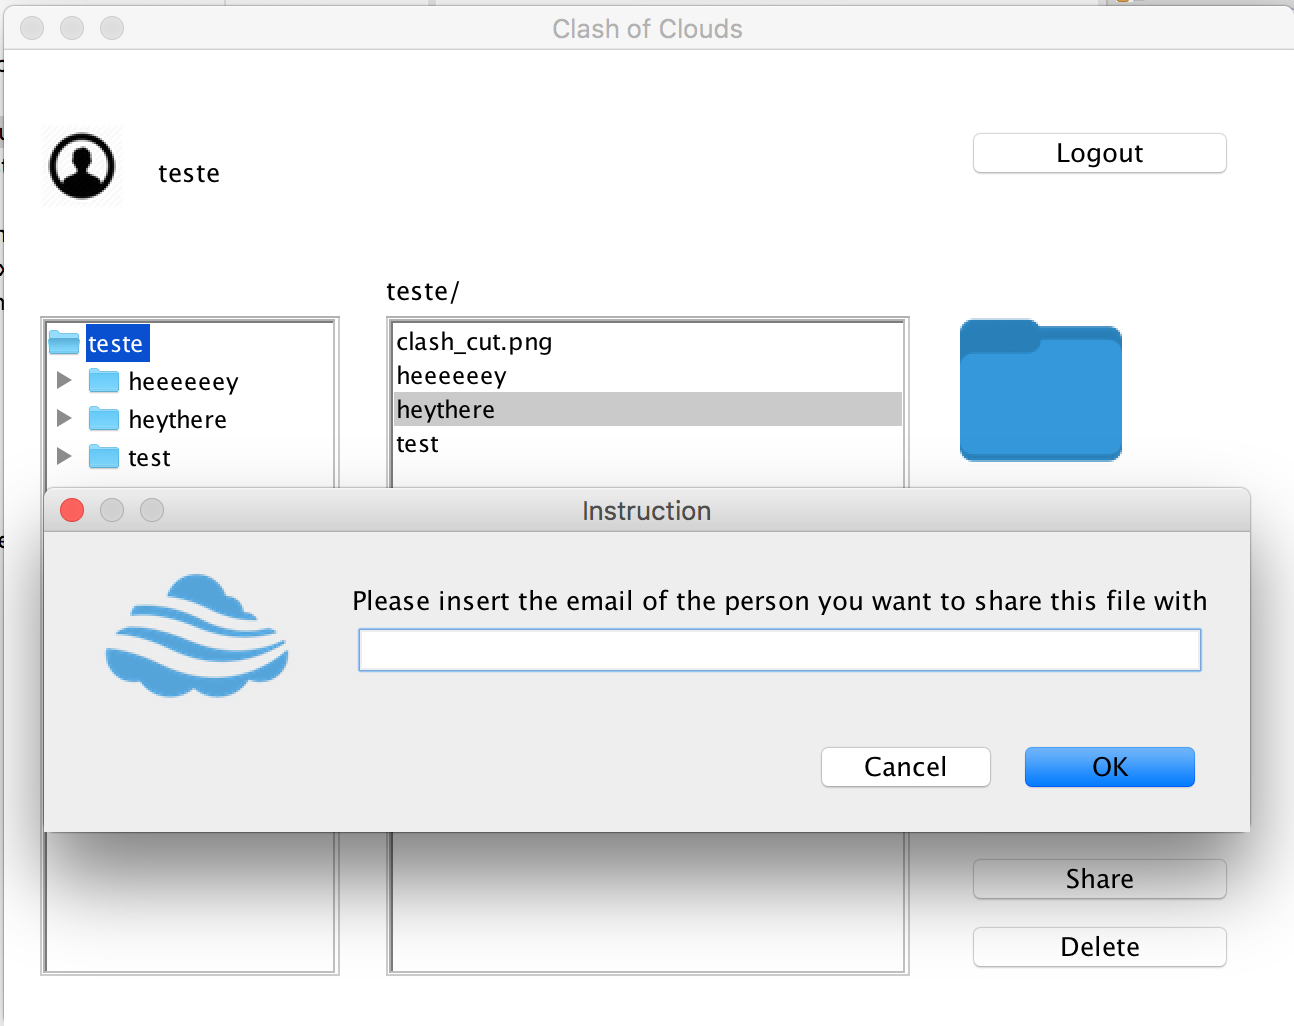 Clash of Clouds
teste
Logout
teste/
teste
heeeeeey
heythere
test
clash_cut.png
heeeeeey
heythere
test
Instruction
Please insert the email of the person you want to share this file with
Cancel
OK
Share
Delete